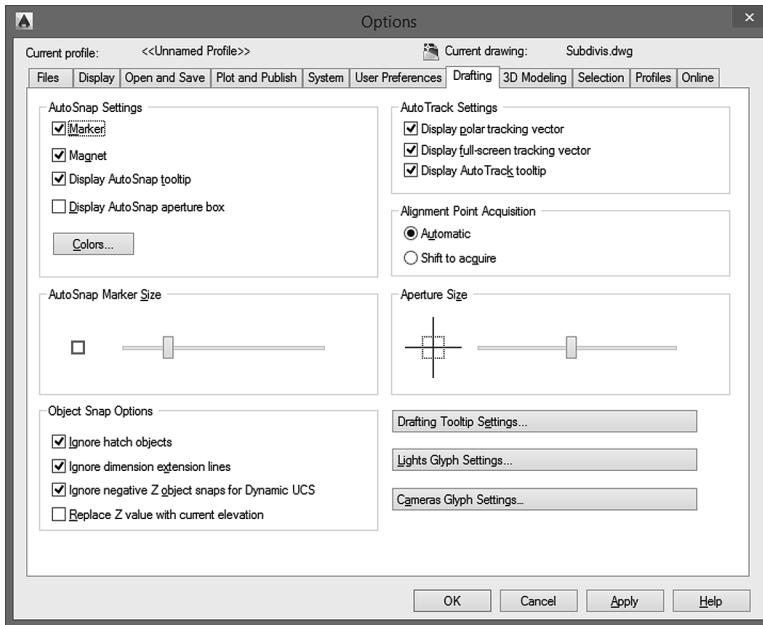 Options
Current profile: <<Unnamed Profile>> Current drawing: Subdivis.dwg
Files Display Open and Save Plot and Publish System User Preferences Drafting 3D Modeling Selection Profiles Online
AutoSnap Settings
Marker
Magnet
Display AutoSnap tooltip
Display AutoSnap aperture box
Colors...
AutoTrack Settings
Display polar tracking vector
Display full-screen tracking vector
Display AutoTrack tooltip
Alignment Point Acquisition
Automatic
Shift to acquire
AutoSnap Marker Size
Aperture Size
Object Snap Options
Ignore hatch objects
Ignore dimension extension lines
Ignore negative Z object snaps for Dynamic UCS
Replace Z value with current elevation
Drafting Tooltip Settings...
Lights Glyph Settings...
Cameras Glyph Settings...
OK Cancel Apply Help